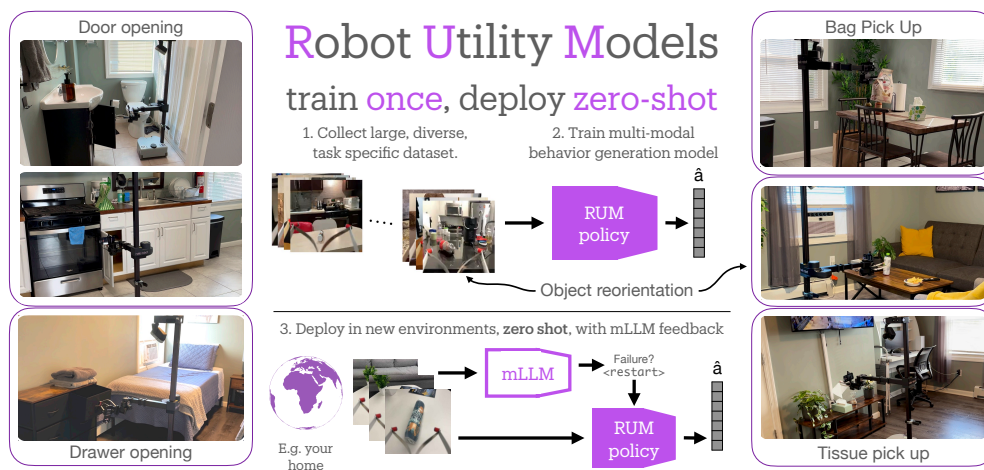 Door opening
Robot Utility Models
train once, deploy zero-shot
1. Collect large, diverse,
task specific dataset.
2. Train multi-modal
behavior generation model
â
RUM
policy
Object reorientation
3. Deploy in new environments, zero shot, with mLLM feedback
mLLM
Failure?
<restart>
â
RUM
policy
E.g. your
home
Drawer opening
Bag Pick Up
Tissue pick up